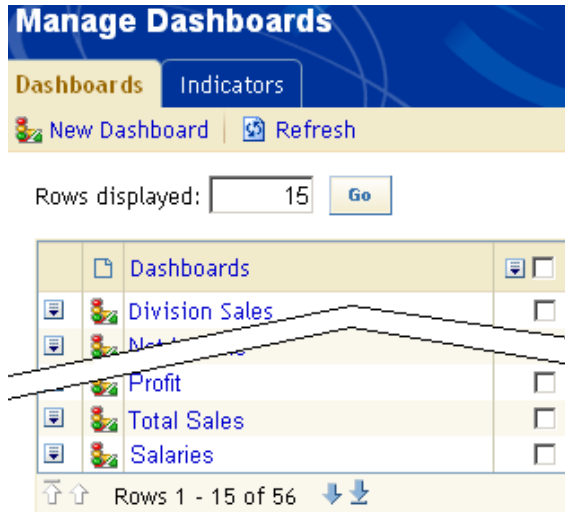 Manage Dashboards
Dashboards Indicators
New Dashboard Refresh
Rows displayed: 15 Go
Dashboards
Division Sales
Profit
Total Sales
Salaries
Rows 1 - 15 of 56